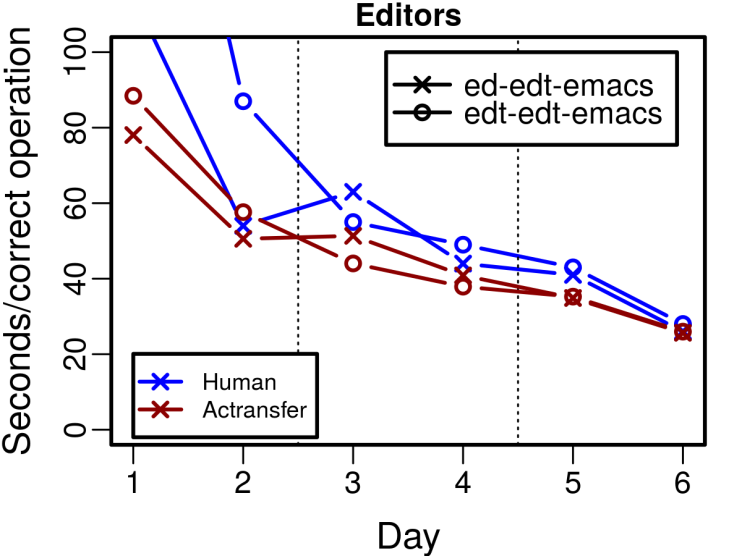 Editors
Seconds/correct operation
100
80
60
40
20
0
ed-edt-emacs
edt-edt-emacs
Human
Actransfer
1 2 3 4 5 6
Day